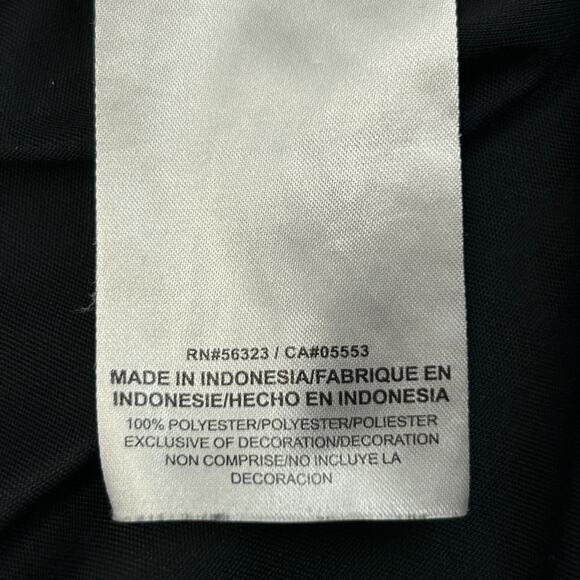 RN#56323 / CA#05553
MADE IN INDONESIA/FABRIQUE EN
INDONESIE/HECHO EN INDONESIA
100% POLYESTER/POLYESTER/POLIESTER
EXCLUSIVE OF DECORATION/DECORATION
NON COMPRISE/NO INCLUYE LA
DECORACION